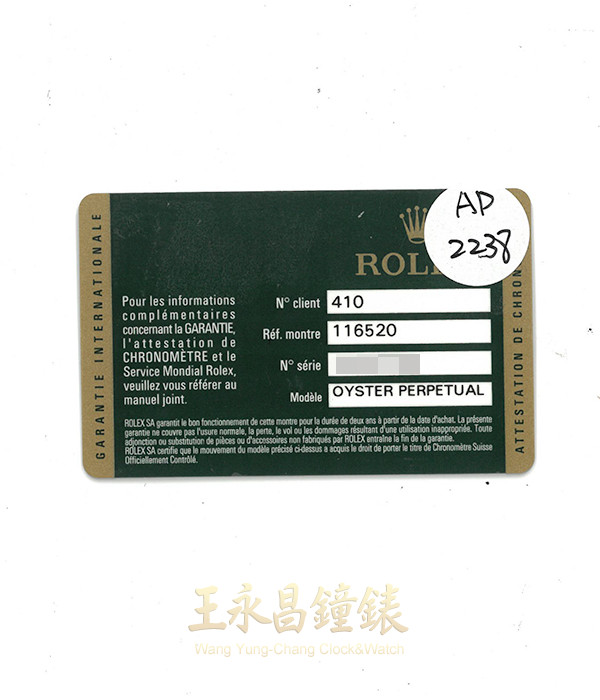 GARANTIE INTERNATIONALE
AP
2238
ROL
Pour les informations
complémentaires
concernant la GARANTIE,
l'attestation de
CHRONOMÈTRE et le
Service Mondial Rolex,
veuillez vous référer au
manuel joint.
N° client 410
Réf. montre 116520
N° série
Modèle OYSTER PERPETUAL
ROLEX SA garantit le bon fonctionnement de cette montre pour la durée de deux ans à partir de la date d'achat. La présente
garantie ne couvre pas l'usure normale, la perte, le vol ou les dommages résultant d'une utilisation inappropriée. Toute
adjonction ou substitution de pièces ou d'accessoires non fabriqués par ROLEX entraîne la fin de la garantie.
ROLEX SA certifie que le mouvement du modèle précisé ci-dessus a acquis le droit de porter le titre de Chronomètre Suisse
Officiellement Contrôlé.
ATTESTATION DE CHRON
王永昌鐘錶
Wang Yung-Chang Clock&Watch